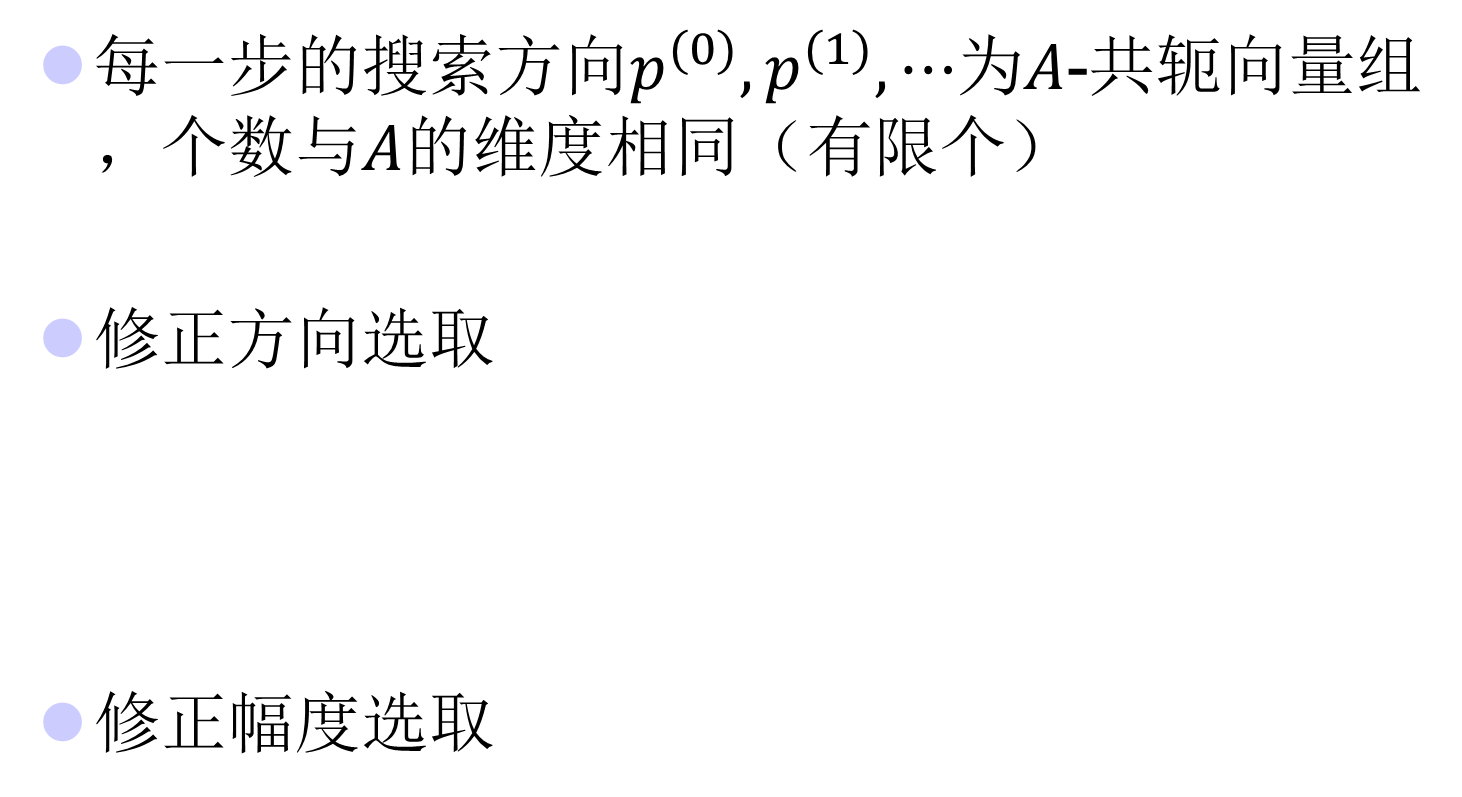 每一步的搜索方向p^(0), p^(1), ⋯为A-共轭向量组
，个数与A的维度相同（有限个）
修正方向选取
修正幅度选取